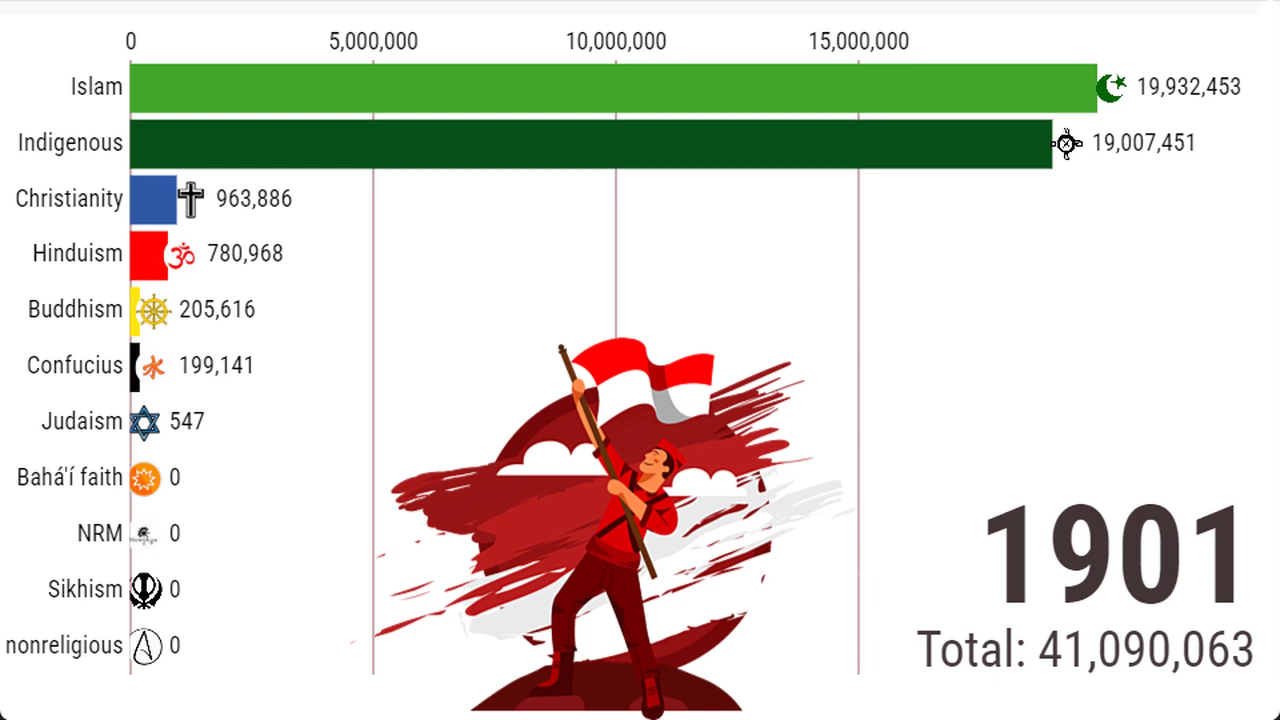 0 5,000,000 10,000,000 15,000,000
Islam 19,932,453
Indigenous 19,007,451
Christianity 963,886
Hinduism ॐ 780,968
Buddhism 205,616
Confucius 199,141
Judaism 547
Bahá'í faith 0
NRM 0
Sikhism 0
nonreligious 0
1901
Total: 41,090,063